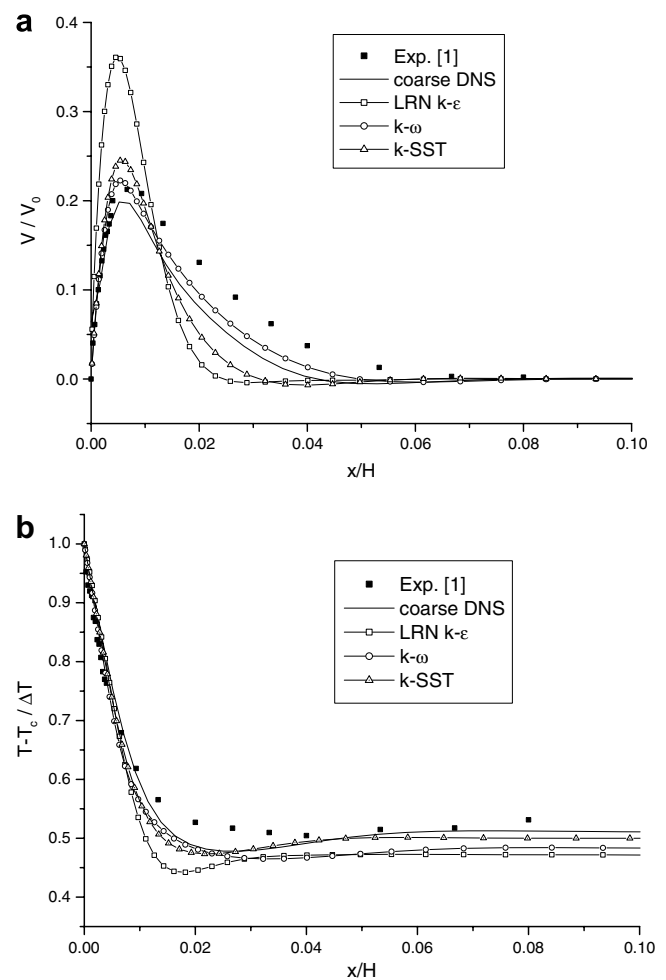 a
0.4
0.3
0.2
0.1
0.0
V / V0
0.00 0.02 0.04 0.06 0.08 0.10
x/H
Exp. [1]
coarse DNS
LRN k-ε
k-ω
k-SST
b
1.0
0.9
0.8
0.7
0.6
0.5
0.4
T-Tc / ΔT
0.00 0.02 0.04 0.06 0.08 0.10
x/H
Exp. [1]
coarse DNS
LRN k-ε
k-ω
k-SST